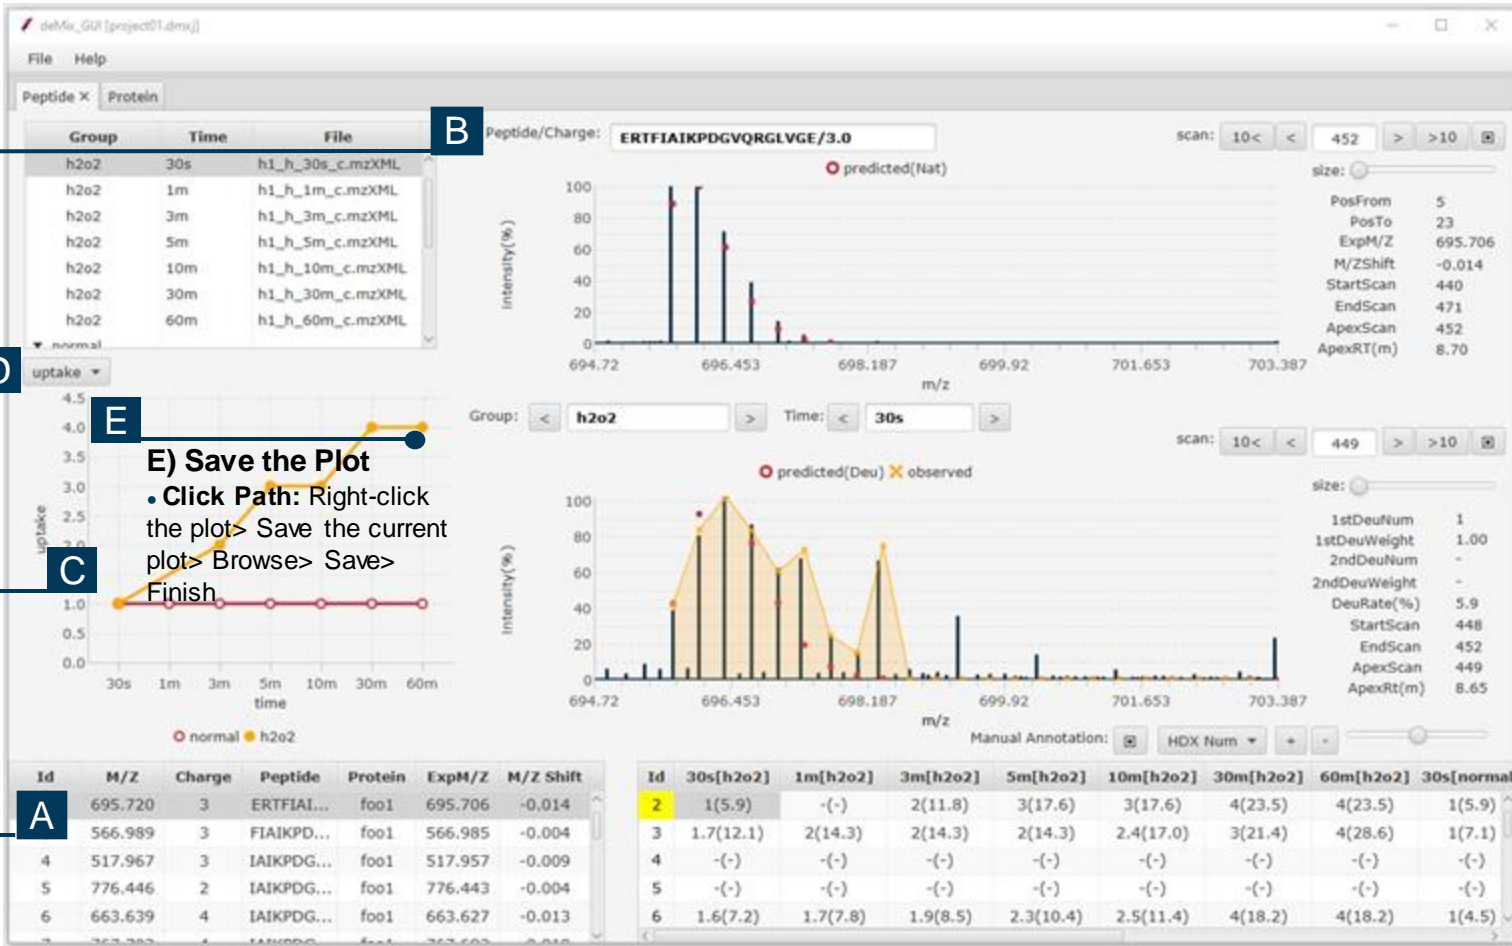 deMix_GUI [project01.dmxj]
File Help
Peptide × Protein
Group Time File
h2o2 30s h1_h_30s_c.mzXML
h2o2 1m h1_h_1m_c.mzXML
h2o2 3m h1_h_3m_c.mzXML
h2o2 5m h1_h_5m_c.mzXML
h2o2 10m h1_h_10m_c.mzXML
h2o2 30m h1_h_30m_c.mzXML
h2o2 60m h1_h_60m_c.mzXML
normal
B
Peptide/Charge: ERTFIAIKPDGVQRGLVGE/3.0
scan: 10< < 452 > >10
predicted(Nat)
size:
100
80
60
40
20
0
Intensity(%)
694.72 696.453 698.187 699.92 701.653 703.387
m/z
PosFrom 5
PosTo 23
ExpM/Z 695.706
M/ZShift -0.014
StartScan 440
EndScan 471
ApexScan 452
ApexRT(m) 8.70
D
uptake
4.5
4.0
3.5
3.0
2.5
2.0
1.0
0.5
0.0
uptake
E
E) Save the Plot
• Click Path: Right-click
the plot> Save the current
plot> Browse> Save>
Finish
C
30s 1m 3m 5m 10m 30m 60m
time
normal h2o2
Group: < h2o2 > Time: < 30s >
scan: 10< < 449 > >10
predicted(Deu) observed
size:
100
80
60
40
20
0
Intensity(%)
694.72 696.453 698.187 699.92 701.653 703.387
m/z
1stDeuNum 1
1stDeuWeight 1.00
2ndDeuNum -
2ndDeuWeight -
DeuRate(%) 5.9
StartScan 448
EndScan 452
ApexScan 449
ApexRt(m) 8.65
Manual Annotation: HDX Num + -
A
Id M/Z Charge Peptide Protein ExpM/Z M/Z Shift
695.720 3 ERTFIAI... foo1 695.706 -0.014
566.989 3 FIAIKPD... foo1 566.985 -0.004
4 517.967 3 IAIKPDG... foo1 517.957 -0.009
5 776.446 2 IAIKPDG... foo1 776.443 -0.004
6 663.639 4 IAIKPDG... foo1 663.627 -0.013
Id 30s[h2o2] 1m[h2o2] 3m[h2o2] 5m[h2o2] 10m[h2o2] 30m[h2o2] 60m[h2o2] 30s[normal
2 1(5.9) -(-) 2(11.8) 3(17.6) 3(17.6) 4(23.5) 4(23.5) 1(5.9)
3 1.7(12.1) 2(14.3) 2(14.3) 2(14.3) 2.4(17.0) 3(21.4) 4(28.6) 1(7.1)
4 -(-) -(-) -(-) -(-) -(-) -(-) -(-) -(-)
5 -(-) -(-) -(-) -(-) -(-) -(-) -(-) -(-)
6 1.6(7.2) 1.7(7.8) 1.9(8.5) 2.3(10.4) 2.5(11.4) 4(18.2) 4(18.2) 1(4.5)